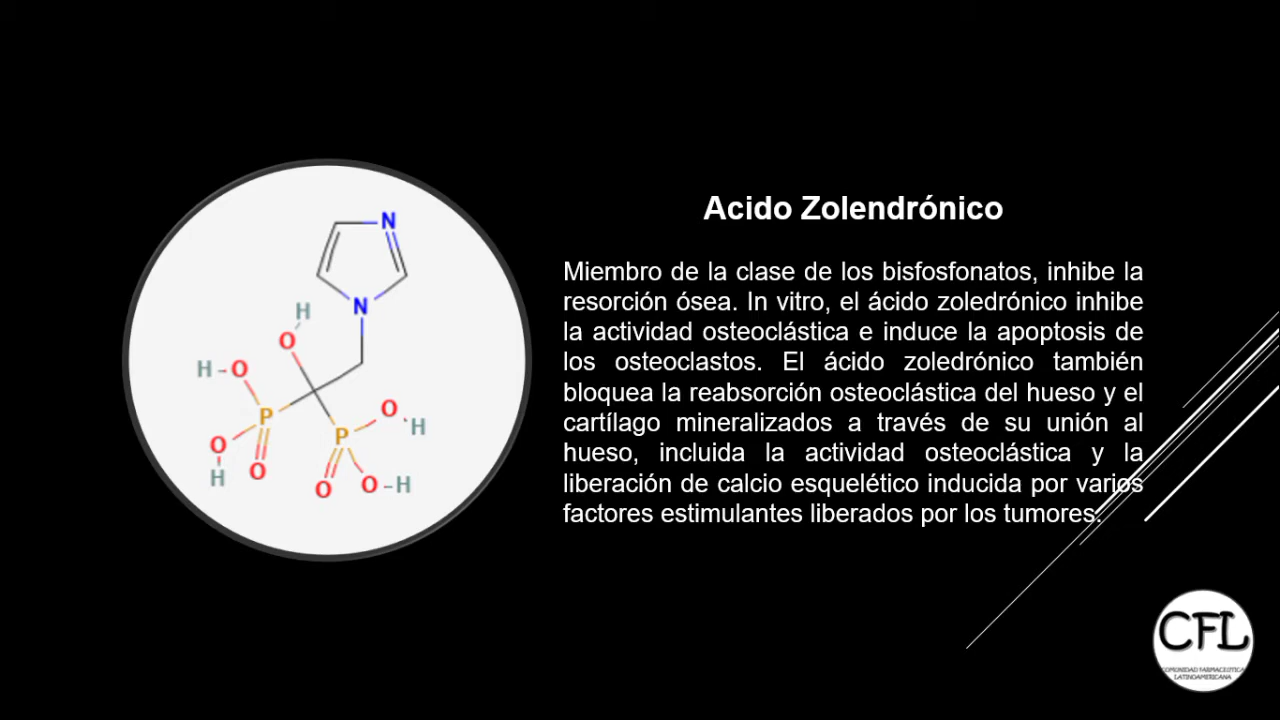 N
N
H
O
H
O
P
O
H
O
P
O
H
O
O
H
Acido Zolendrónico
Miembro de la clase de los bisfosfonatos, inhibe la
resorción ósea. In vitro, el ácido zoledrónico inhibe
la actividad osteoclástica e induce la apoptosis de
los osteoclastos. El ácido zoledrónico también
bloquea la reabsorción osteoclástica del hueso y el
cartílago mineralizados a través de su unión al
hueso, incluida la actividad osteoclástica y la
liberación de calcio esquelético inducida por varios
factores estimulantes liberados por los tumores.
CFL
COMUNIDAD FARMACEUTICA
LATINOAMERICANA